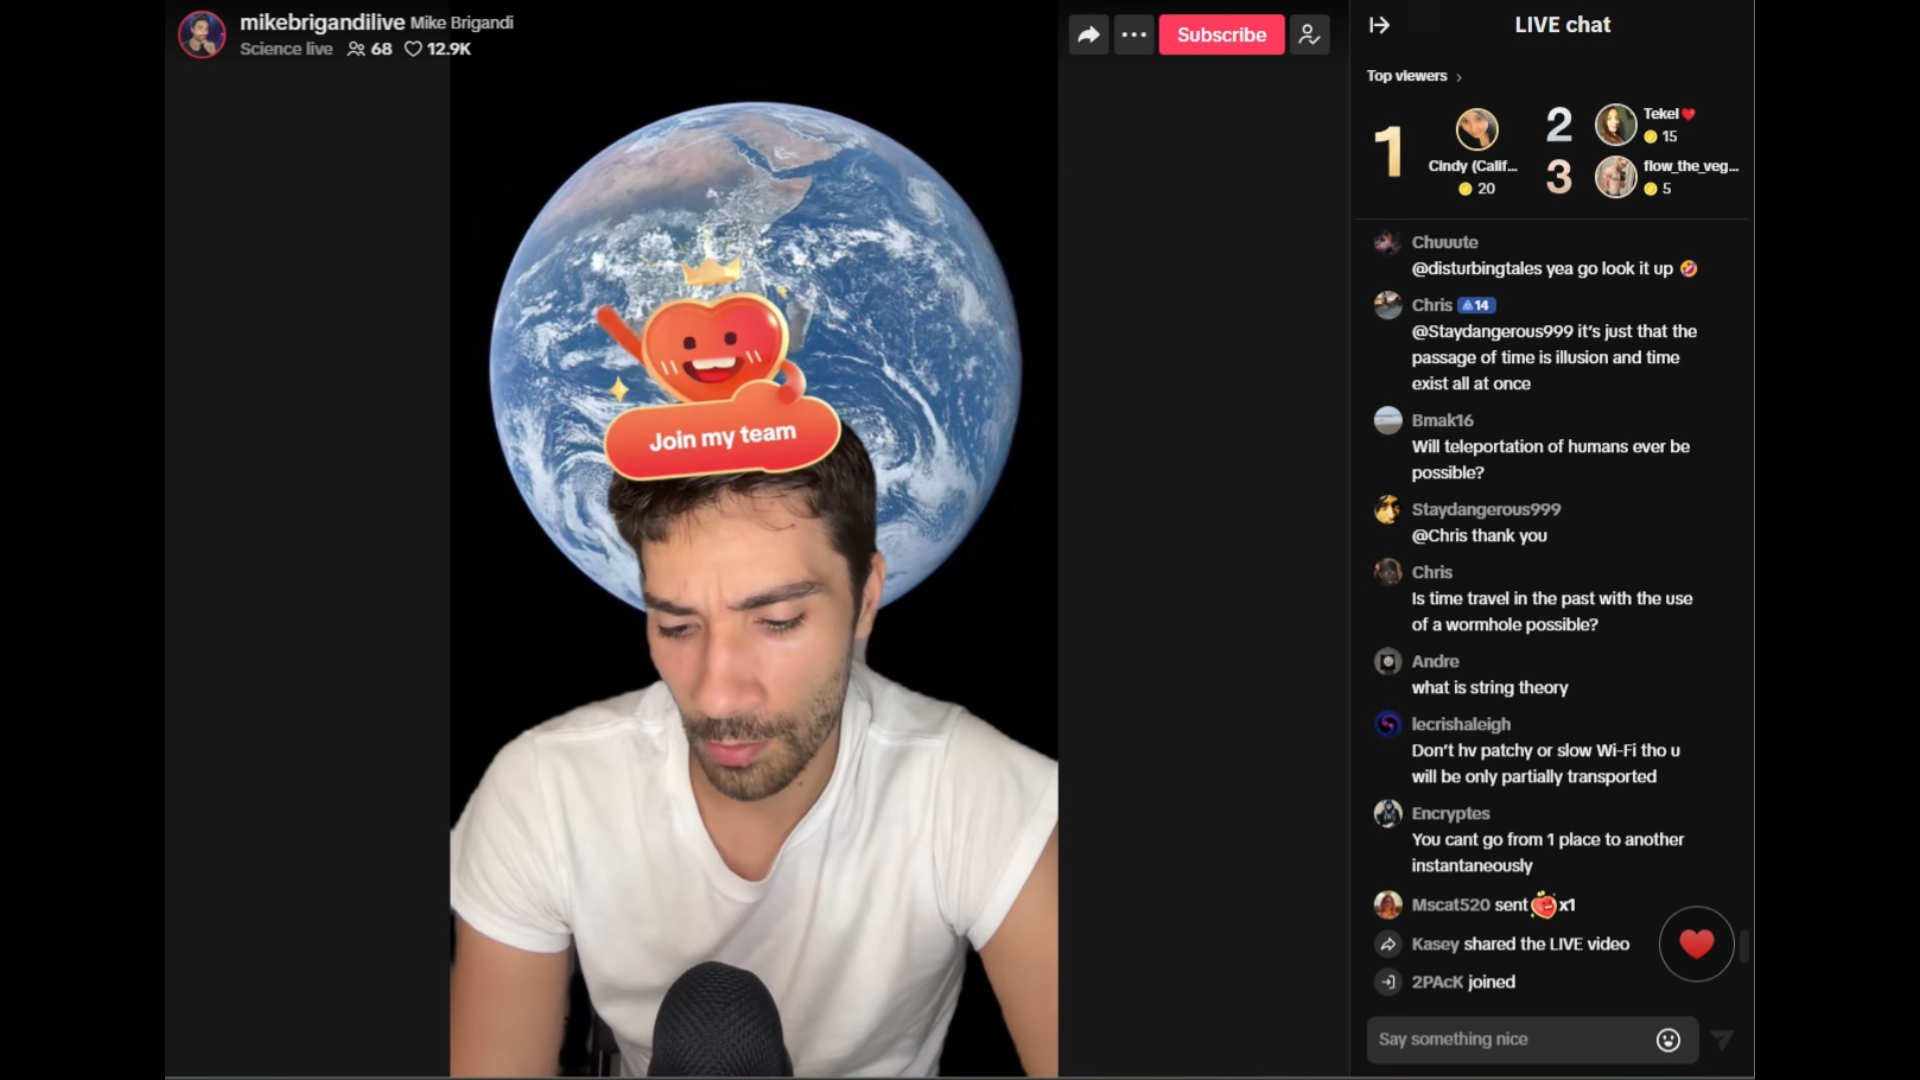 mikebrigandilive Mike Brigandi
Science live 68 12.9K
Subscribe
Join my team
LIVE chat
Top viewers
1
Cindy (Calif...
20
2
Tekel
15
3
flow_the_veg...
5
Chuuute
@disturbingtales yea go look it up 🤣
Chris 14
@Staydangerous999 it's just that the
passage of time is illusion and time
exist all at once
Bmak16
Will teleportation of humans ever be
possible?
Staydangerous999
@Chris thank you
Chris
Is time travel in the past with the use
of a wormhole possible?
Andre
what is string theory
lecrishaleigh
Don't hv patchy or slow Wi-Fi tho u
will be only partially transported
Encryptes
You cant go from 1 place to another
instantaneously
Mscat520 sent x1
Kasey shared the LIVE video
2PAcK joined
Say something nice